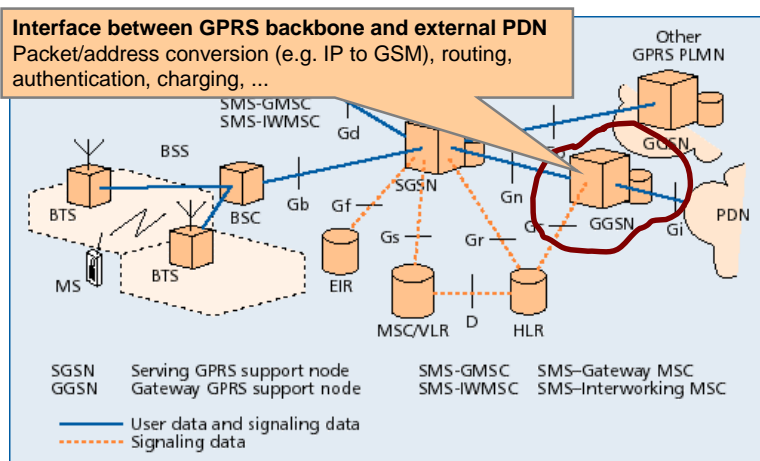 Interface between GPRS backbone and external PDN
Packet/address conversion (e.g. IP to GSM), routing,
authentication, charging, ...
Other
GPRS PLMN
SMS-GMSC
SMS-IWMSC
Gd
BSS
GGSN
SGSN
Gn
BTS
BSC
Gb
Gf
GGSN
Gi
PDN
Gs
Gr
BTS
MS
EIR
MSC/VLR
D
HLR
SGSN Serving GPRS support node SMS-GMSC SMS–Gateway MSC
GGSN Gateway GPRS support node SMS-IWMSC SMS–Interworking MSC
User data and signaling data
Signaling data